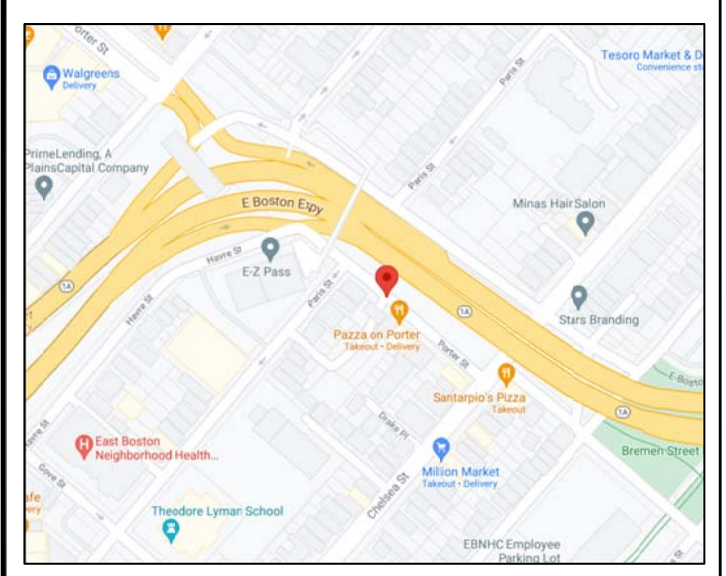 Porter St
Walgreens
Delivery
Tesoro Market & D
Convenience sto
Paris St
PrimeLending, A
PlainsCapital Company
Paris St
E Boston Expy
Minas Hair Salon
Havre St
E-Z Pass
1A
Havre St
Paris St
1A
Stars Branding
Pazza on Porter
Takeout • Delivery
Porter St
Santarpio's Pizza
Takeout
E Bosto
1A
Drake Pl
Havre St
East Boston
Neighborhood Health...
Million Market
Takeout • Delivery
Bremen Street
Gove St
Chelsea St
Theodore Lyman School
EBNHC Employee
Parking Lot